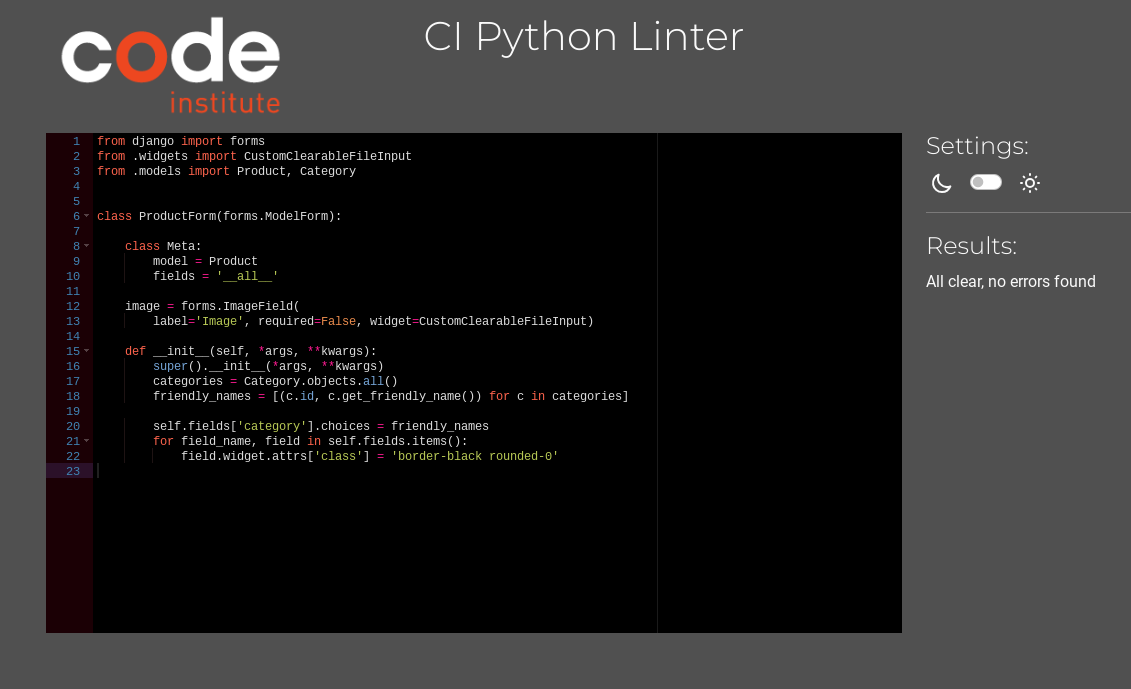 code
institute
CI Python Linter
1 from django import forms
2 from .widgets import CustomClearableFileInput
3 from .models import Product, Category
4
5
6 class ProductForm(forms.ModelForm):
7
8     class Meta:
9         model = Product
10         fields = '__all__'
11
12     image = forms.ImageField(
13         label='Image', required=False, widget=CustomClearableFileInput)
14
15     def __init__(self, *args, **kwargs):
16         super().__init__(*args, **kwargs)
17         categories = Category.objects.all()
18         friendly_names = [(c.id, c.get_friendly_name()) for c in categories]
19
20         self.fields['category'].choices = friendly_names
21         for field_name, field in self.fields.items():
22             field.widget.attrs['class'] = 'border-black rounded-0'
23
Settings:
Results:
All clear, no errors found